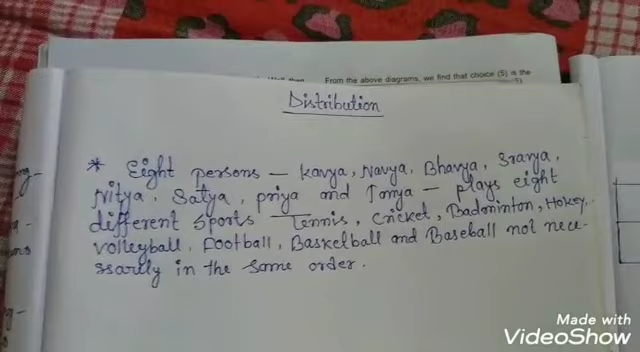 From the above diagrams, we find that choice (5) is the
Distribution
* Eight persons — Kavya, Navya, Bhavya, Sravya,
Nitya, Satya, Priya and Tanya — plays eight
different sports Tennis, Cricket, Badminton, Hokey,
Volleyball, Football, Basketball and Baseball not nece-
ssarily in the same order.
Made with
VideoShow